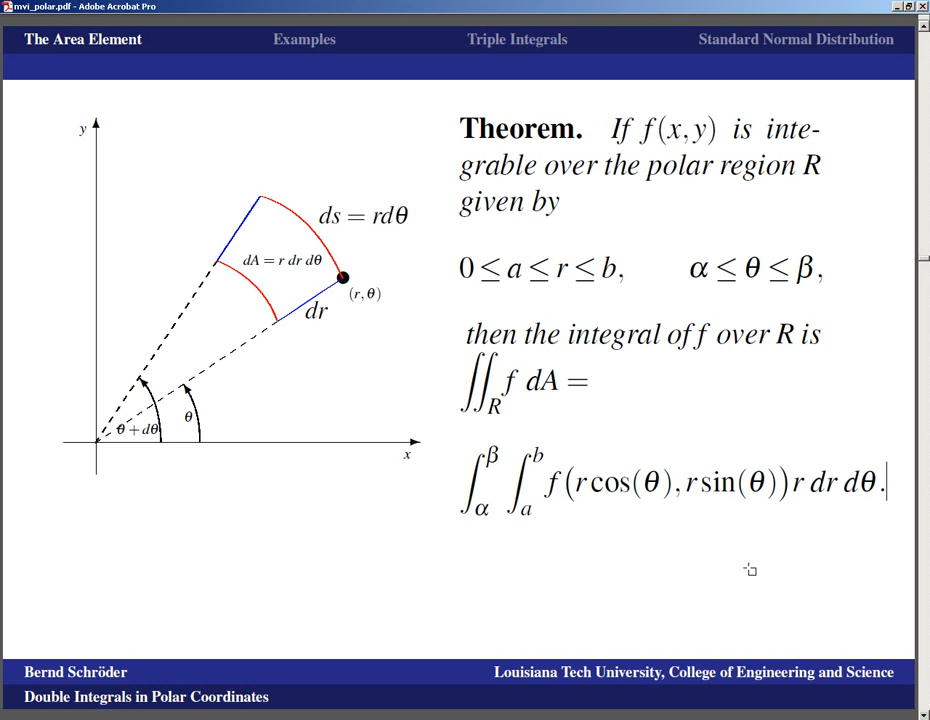 mvi_polar.pdf - Adobe Acrobat Pro
The Area Element Examples Triple Integrals Standard Normal Distribution
y
ds = rdθ
dA = r dr dθ
(r, θ)
dr
θ + dθ
θ
x
Theorem. If f(x,y) is inte-
grable over the polar region R
given by
0 ≤ a ≤ r ≤ b, α ≤ θ ≤ β,
then the integral of f over R is
∬_R f dA =
∫_α^β ∫_a^b f(r cos(θ), r sin(θ)) r dr dθ.
Bernd Schröder Louisiana Tech University, College of Engineering and Science
Double Integrals in Polar Coordinates